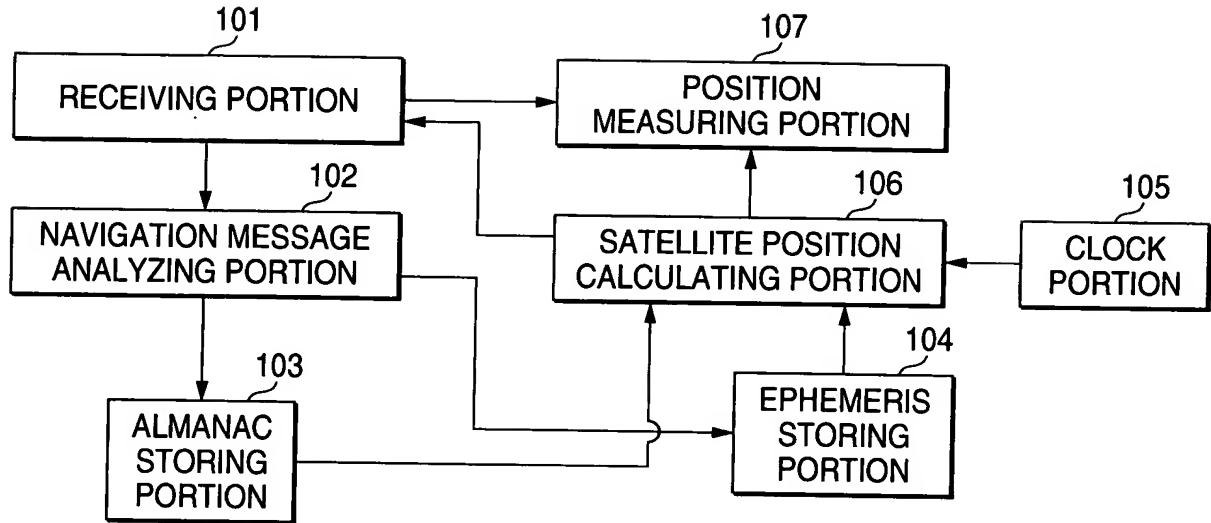 101
RECEIVING PORTION
107
POSITION
MEASURING PORTION
102
NAVIGATION MESSAGE
ANALYZING PORTION
106
SATELLITE POSITION
CALCULATING PORTION
105
CLOCK
PORTION
103
ALMANAC
STORING
PORTION
104
EPHEMERIS
STORING
PORTION